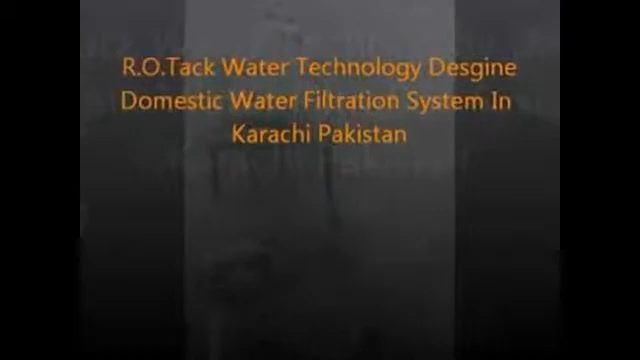 R.O.Tack Water Technology Desgine
Domestic Water Filtration System In
Karachi Pakistan